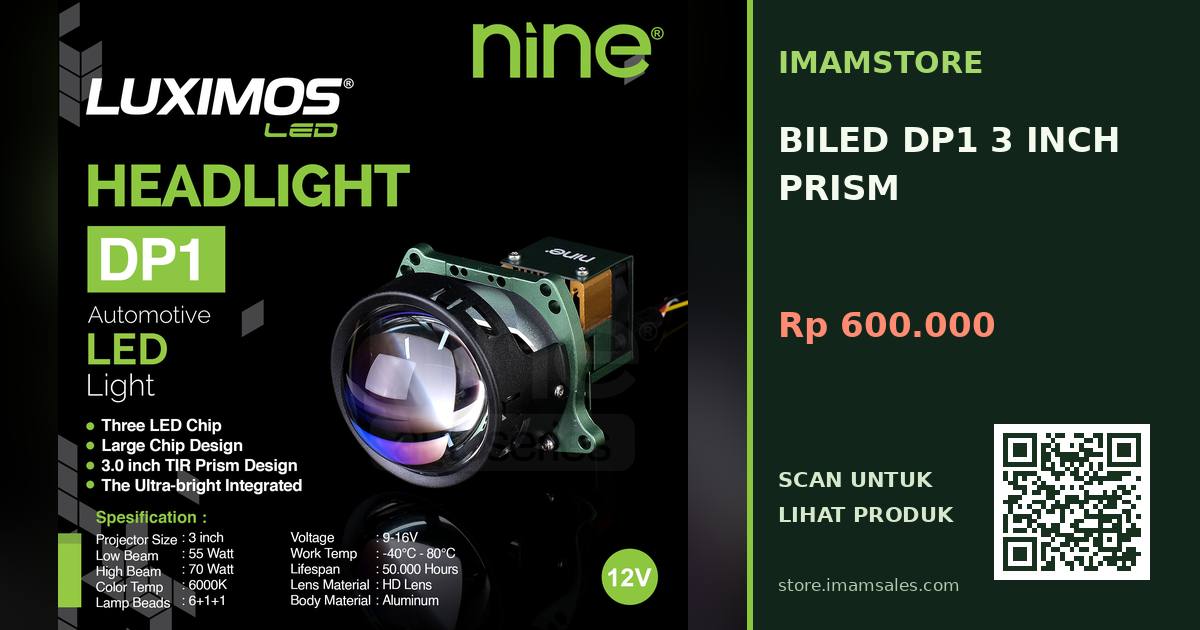 nine®
LUXIMOS®
LED
HEADLIGHT
DP1
Automotive
LED
Light
Three LED Chip
Large Chip Design
3.0 inch TIR Prism Design
The Ultra-bright Integrated
Spesification :
Projector Size : 3 inch
Low Beam : 55 Watt
High Beam : 70 Watt
Color Temp : 6000K
Lamp Beads : 6+1+1
Voltage : 9-16V
Work Temp : -40°C - 80°C
Lifespan : 50.000 Hours
Lens Material : HD Lens
Body Material : Aluminum
12V
nine
IMAMSTORE
BILED DP1 3 INCH
PRISM
Rp 600.000
SCAN UNTUK
LIHAT PRODUK
store.imamsales.com